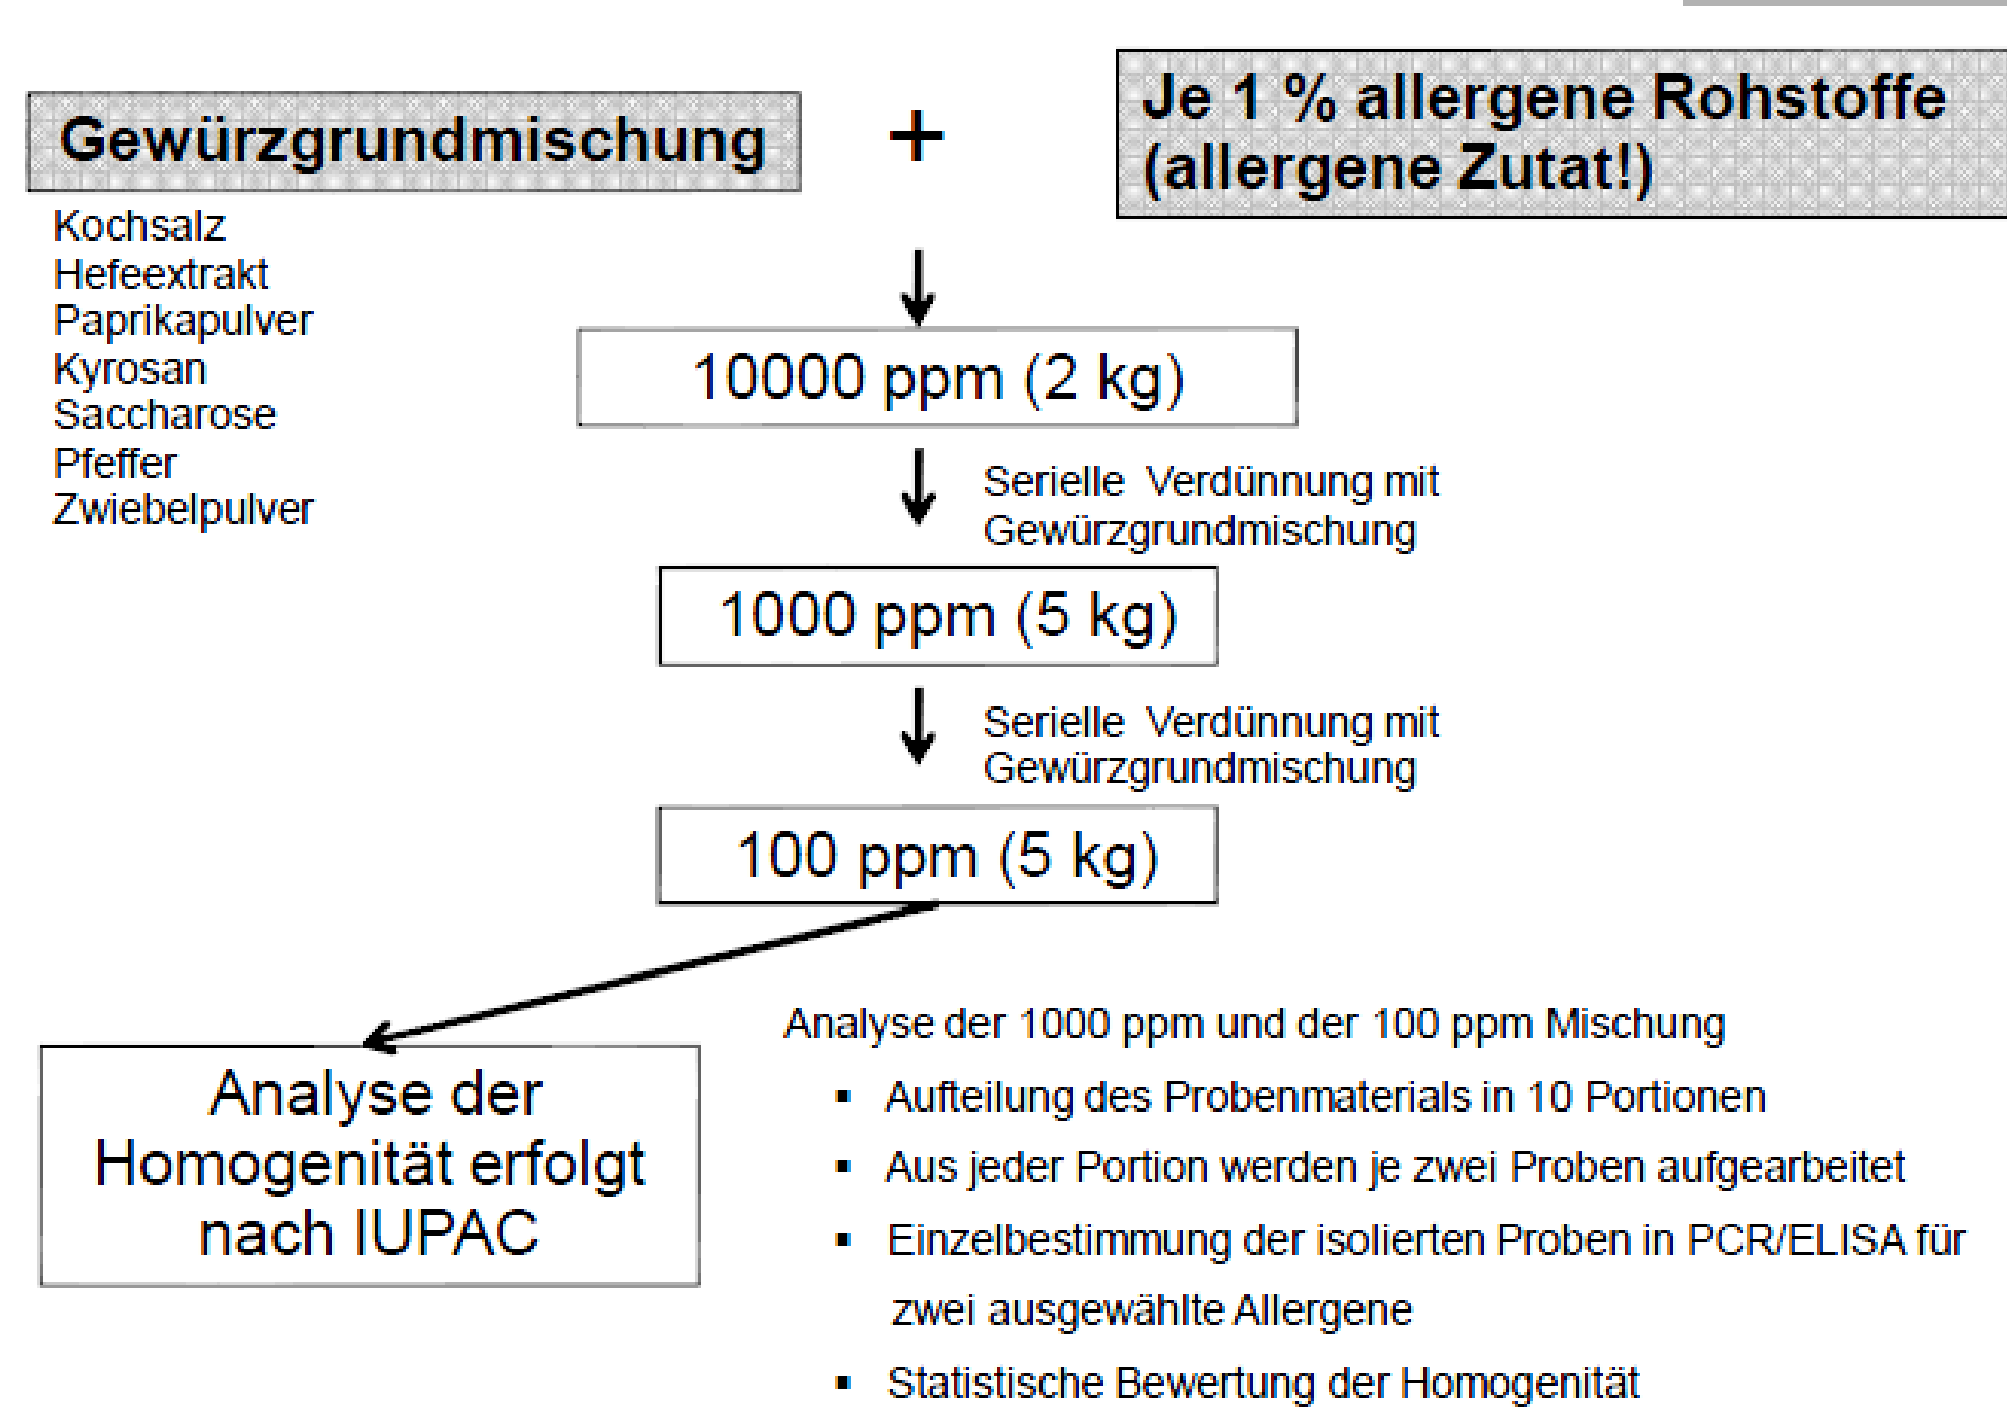 Gewürzgrundmischung
+
Je 1 % allergene Rohstoffe
(allergene Zutat!)
Kochsalz
Hefeextrakt
Paprikapulver
Kyrosan
Saccharose
Pfeffer
Zwiebelpulver
10000 ppm (2 kg)
Serielle Verdünnung mit
Gewürzgrundmischung
1000 ppm (5 kg)
Serielle Verdünnung mit
Gewürzgrundmischung
100 ppm (5 kg)
Analyse der
Homogenität erfolgt
nach IUPAC
Analyse der 1000 ppm und der 100 ppm Mischung
▪ Aufteilung des Probenmaterials in 10 Portionen
▪ Aus jeder Portion werden je zwei Proben aufgearbeitet
▪ Einzelbestimmung der isolierten Proben in PCR/ELISA für
zwei ausgewählte Allergene
▪ Statistische Bewertung der Homogenität